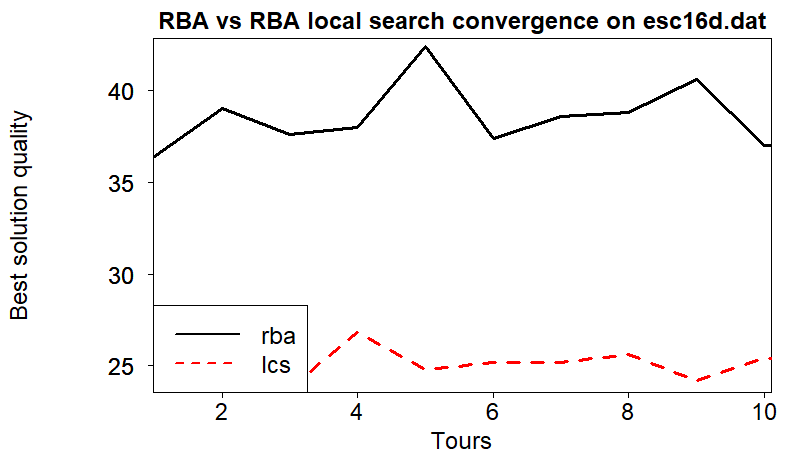 RBA vs RBA local search convergence on esc16d.dat
Best solution quality
40
35
30
25
rba
lcs
2
4
6
8
10
Tours